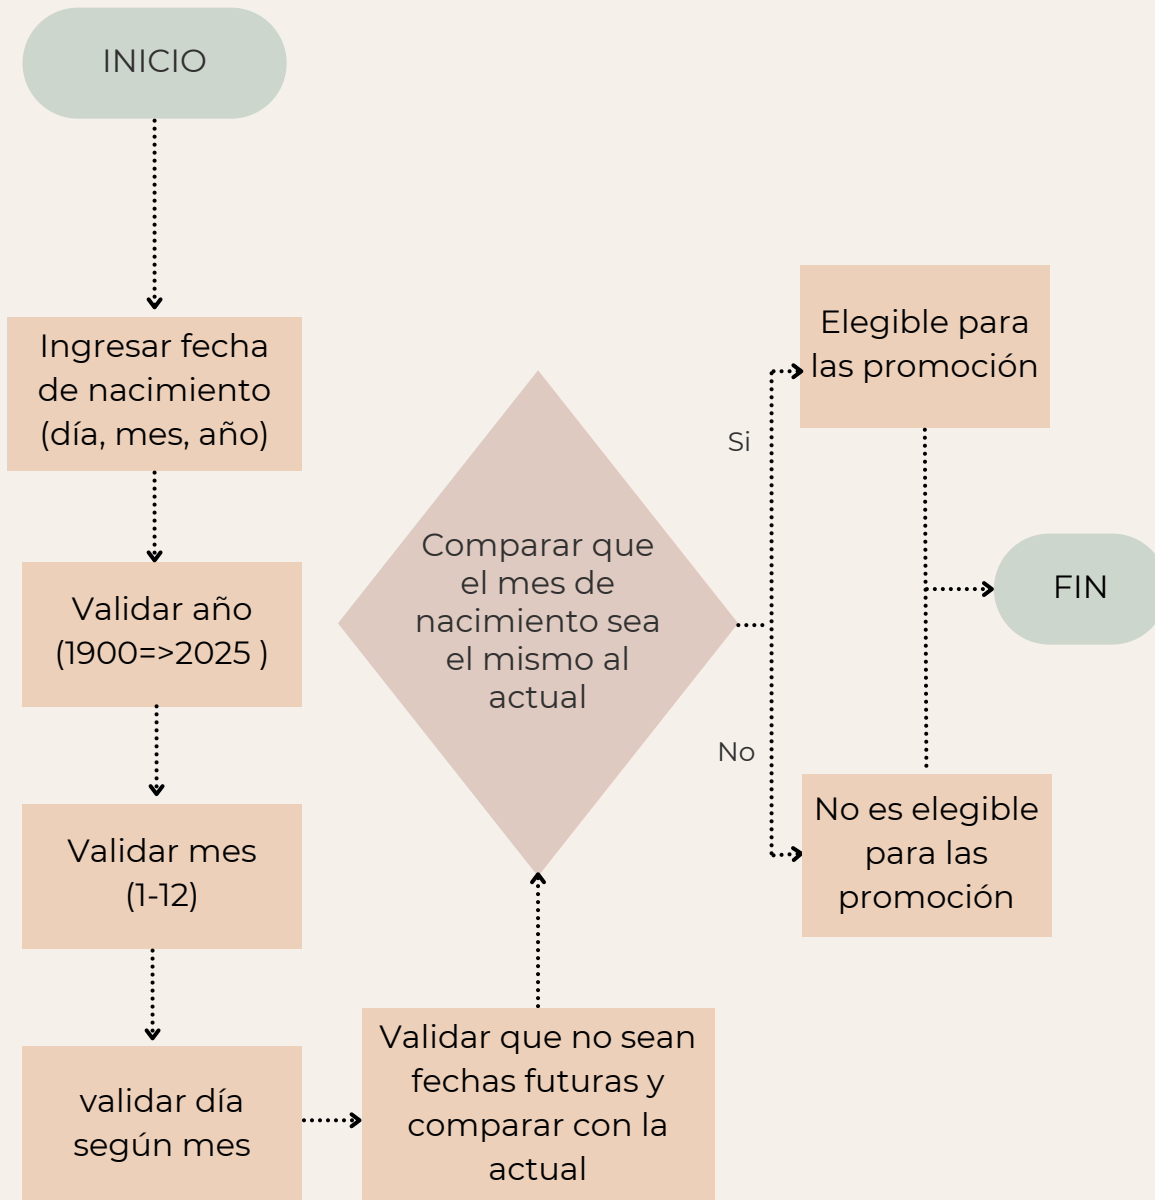 INICIO
Ingresar fecha
de nacimiento
(día, mes, año)
Validar año
(1900=>2025 )
Validar mes
(1-12)
validar día
según mes
Validar que no sean
fechas futuras y
comparar con la
actual
Comparar que
el mes de
nacimiento sea
el mismo al
actual
Si
Elegible para
las promoción
No
No es elegible
para las
promoción
FIN